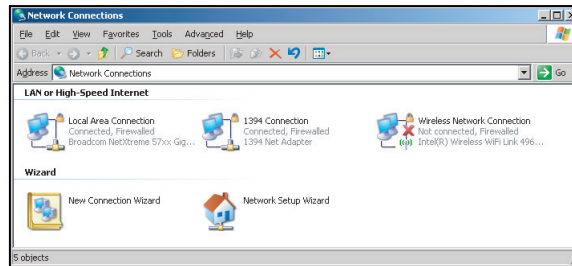 Network Connections
File Edit View Favorites Tools Advanced Help
Back Search Folders
Address Network Connections Go
LAN or High-Speed Internet
Local Area Connection
Connected, Firewalled
Broadcom NetXtreme 57xx Gig...
1394 Connection
Connected, Firewalled
1394 Net Adapter
Wireless Network Connection
Not connected, Firewalled
Intel(R) Wireless WiFi Link 496...
Wizard
New Connection Wizard
Network Setup Wizard
5 objects